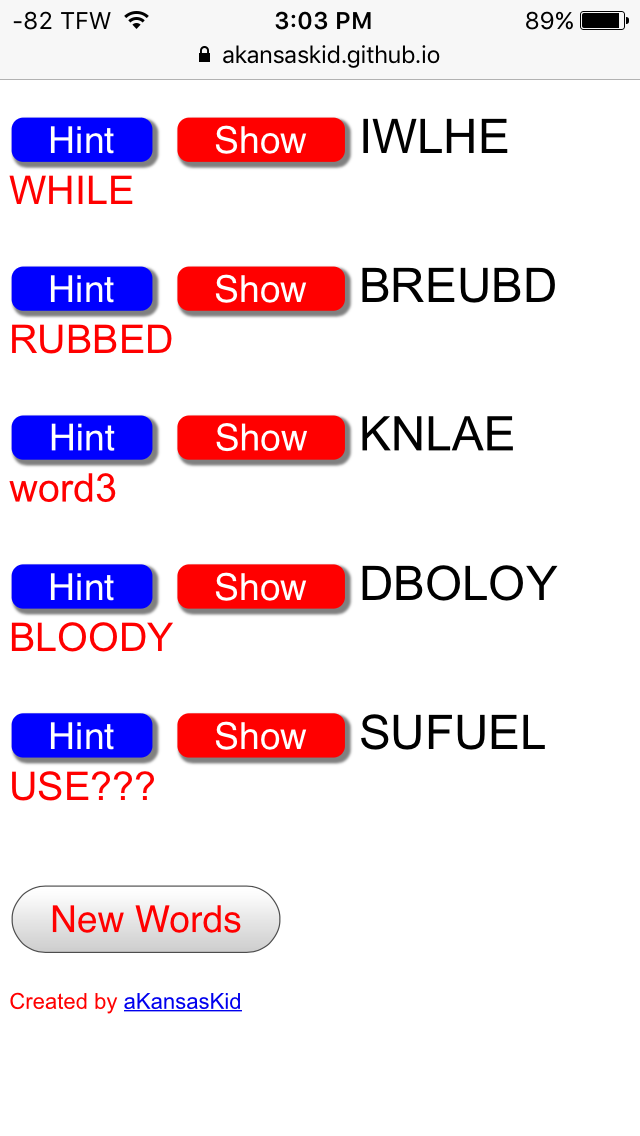 -82 TFW 3:03 PM 89%
akansaskid.github.io
Hint Show IWLHE
WHILE
Hint Show BREUBD
RUBBED
Hint Show KNLAE
word3
Hint Show DBOLOY
BLOODY
Hint Show SUFUEL
USE???
New Words
Created by aKansasKid